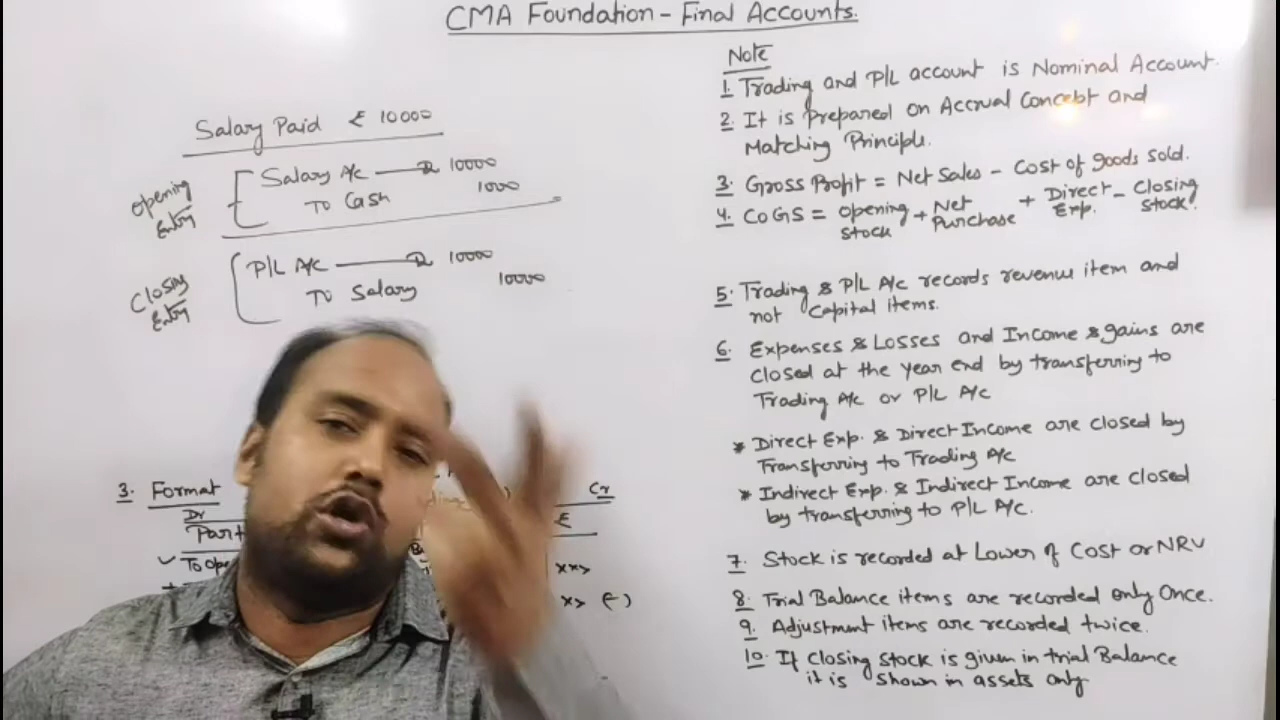 CMA Foundation - Final Accounts.
Salary Paid ₹ 10000
Opening Entry
Salary A/c — Dr 10000
To Cash 1000
Closing Entry
P/L A/c — Dr 10000
To Salary 10000
3. Format
Dr
Cr
Part
₹
To Ope
xxx
xx (-)
Note
1. Trading and P/L account is Nominal Account.
2. It is Prepared on Accrual Concept and
Matching Principle.
3. Gross Profit = Net Sales - Cost of goods sold.
4. CoGS = Opening Stock + Net Purchase + Direct Exp. - Closing Stock.
5. Trading & P/L A/c records revenue item and
not Capital items.
6. Expenses & Losses and Income & gains are
closed at the year end by transferring to
Trading A/c or P/L A/c
* Direct Exp. & Direct Income are closed by
Transferring to Trading A/c
* Indirect Exp. & Indirect Income are closed
by transferring to P/L A/c.
7. Stock is recorded at Lower of Cost or NRV
8. Trial Balance items are recorded only Once.
9. Adjustment items are recorded twice.
10. If Closing stock is given in trial Balance
it is shown in assets only